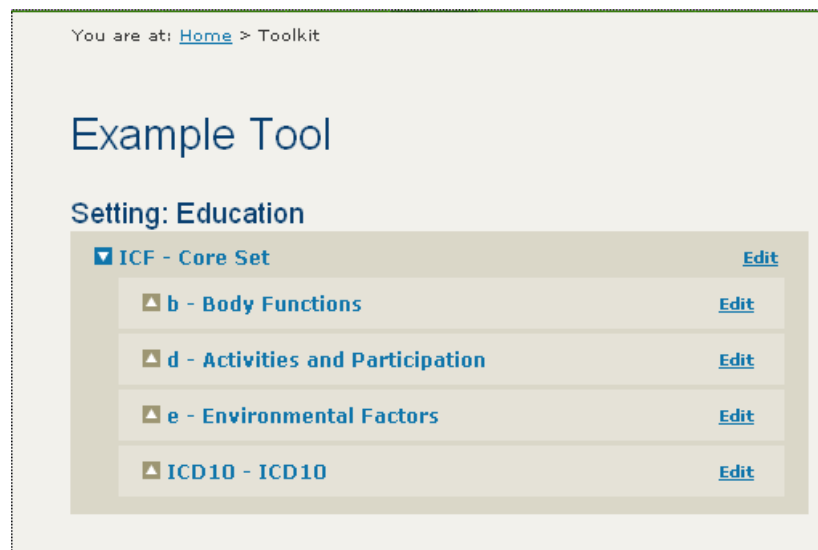 You are at: Home > Toolkit
Example Tool
Setting: Education
ICF - Core Set Edit
b - Body Functions Edit
d - Activities and Participation Edit
e - Environmental Factors Edit
ICD10 - ICD10 Edit